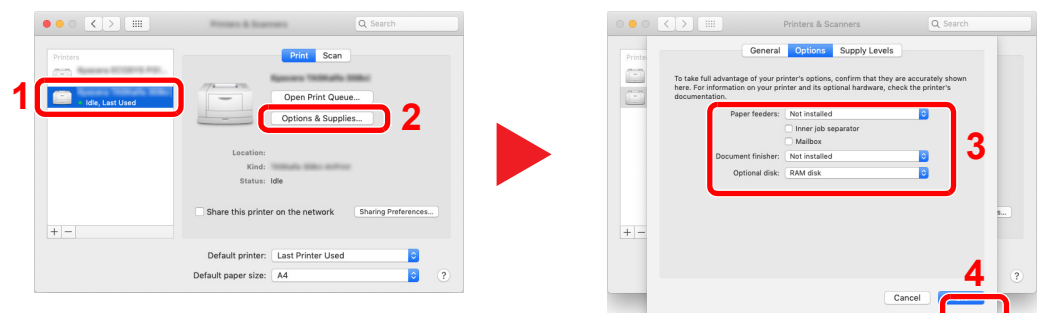 Search
Printers
Print Scan
1
Idle, Last Used
Open Print Queue...
Options & Supplies...
2
Location:
Kind:
Status: Idle
Share this printer on the network
Sharing Preferences...
+ −
Default printer: Last Printer Used
Default paper size: A4
?
Printers & Scanners
Search
General Options Supply Levels
To take full advantage of your printer's options, confirm that they are accurately shown
here. For information on your printer and its optional hardware, check the printer's
documentation.
Paper feeders: Not installed
Inner job separator
Mailbox
3
Document finisher: Not installed
Optional disk: RAM disk
+ −
4
?
Cancel